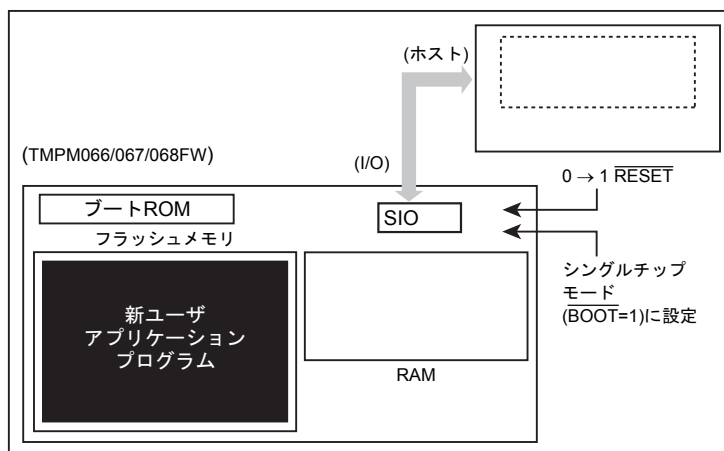 (ホスト)
(TMPM066/067/068FW)
(I/O)
0 → 1 RESET
ブートROM
SIO
フラッシュメモリ
シングルチップ
モード
(BOOT=1)に設定
新ユーザ
アプリケーション
プログラム
RAM